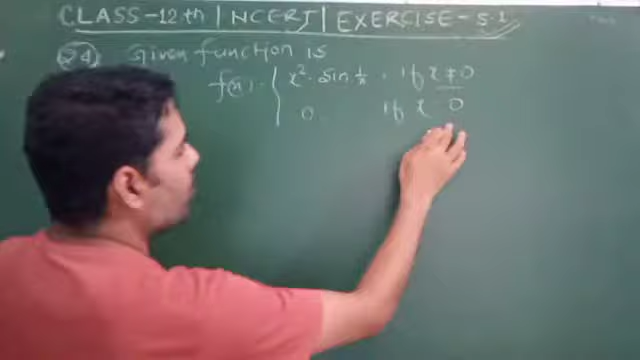 CLASS-12th | NCERT | EXERCISE-5.1
24) Given function is
f(x) = { x². sin 1/x , if x ≠ 0
0 if x 0